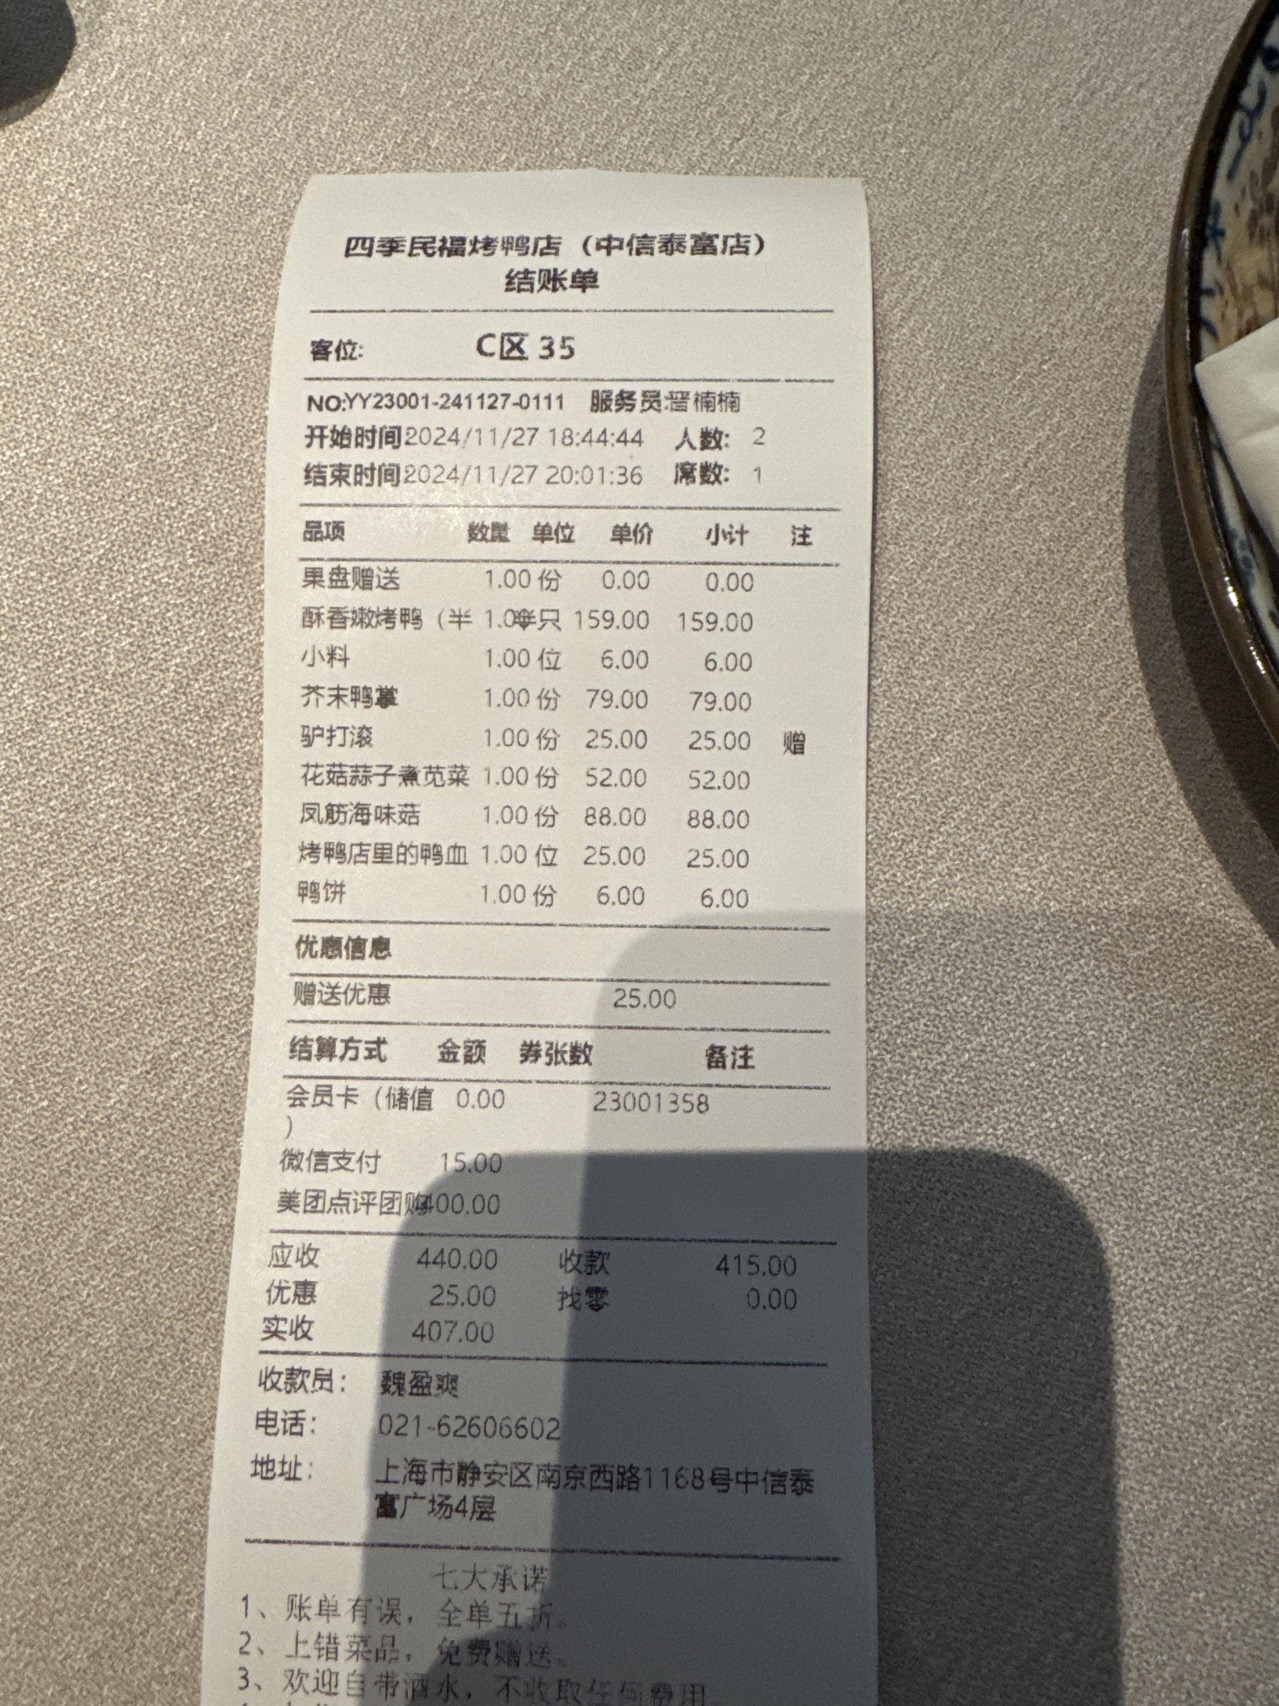 四季民福烤鸭店（中信泰富店）
结账单
客位: C区 35
NO:YY23001-241127-0111 服务员:晋楠楠
开始时间2024/11/27 18:44:44 人数: 2
结束时间2024/11/27 20:01:36 席数: 1
品项 数量 单位 单价 小计 注
果盘赠送 1.00 份 0.00 0.00
酥香嫩烤鸭（半 1.00半只 159.00 159.00
小料 1.00 位 6.00 6.00
芥末鸭掌 1.00 份 79.00 79.00
驴打滚 1.00 份 25.00 25.00 赠
花菇蒜子煮苋菜 1.00 份 52.00 52.00
凤筋海味菇 1.00 份 88.00 88.00
烤鸭店里的鸭血 1.00 位 25.00 25.00
鸭饼 1.00 份 6.00 6.00
优惠信息
赠送优惠 25.00
结算方式 金额 券张数 备注
会员卡（储值 0.00 23001358
）
微信支付 15.00
美团点评团购400.00
应收 440.00 收款 415.00
优惠 25.00 找零 0.00
实收 407.00
收款员: 魏盈爽
电话: 021-62606602
地址: 上海市静安区南京西路1168号中信泰
富广场4层
七大承诺
1、账单有误，全单五折。
2、上错菜品，免费赠送。
3、欢迎自带酒水，不收取任何费用。